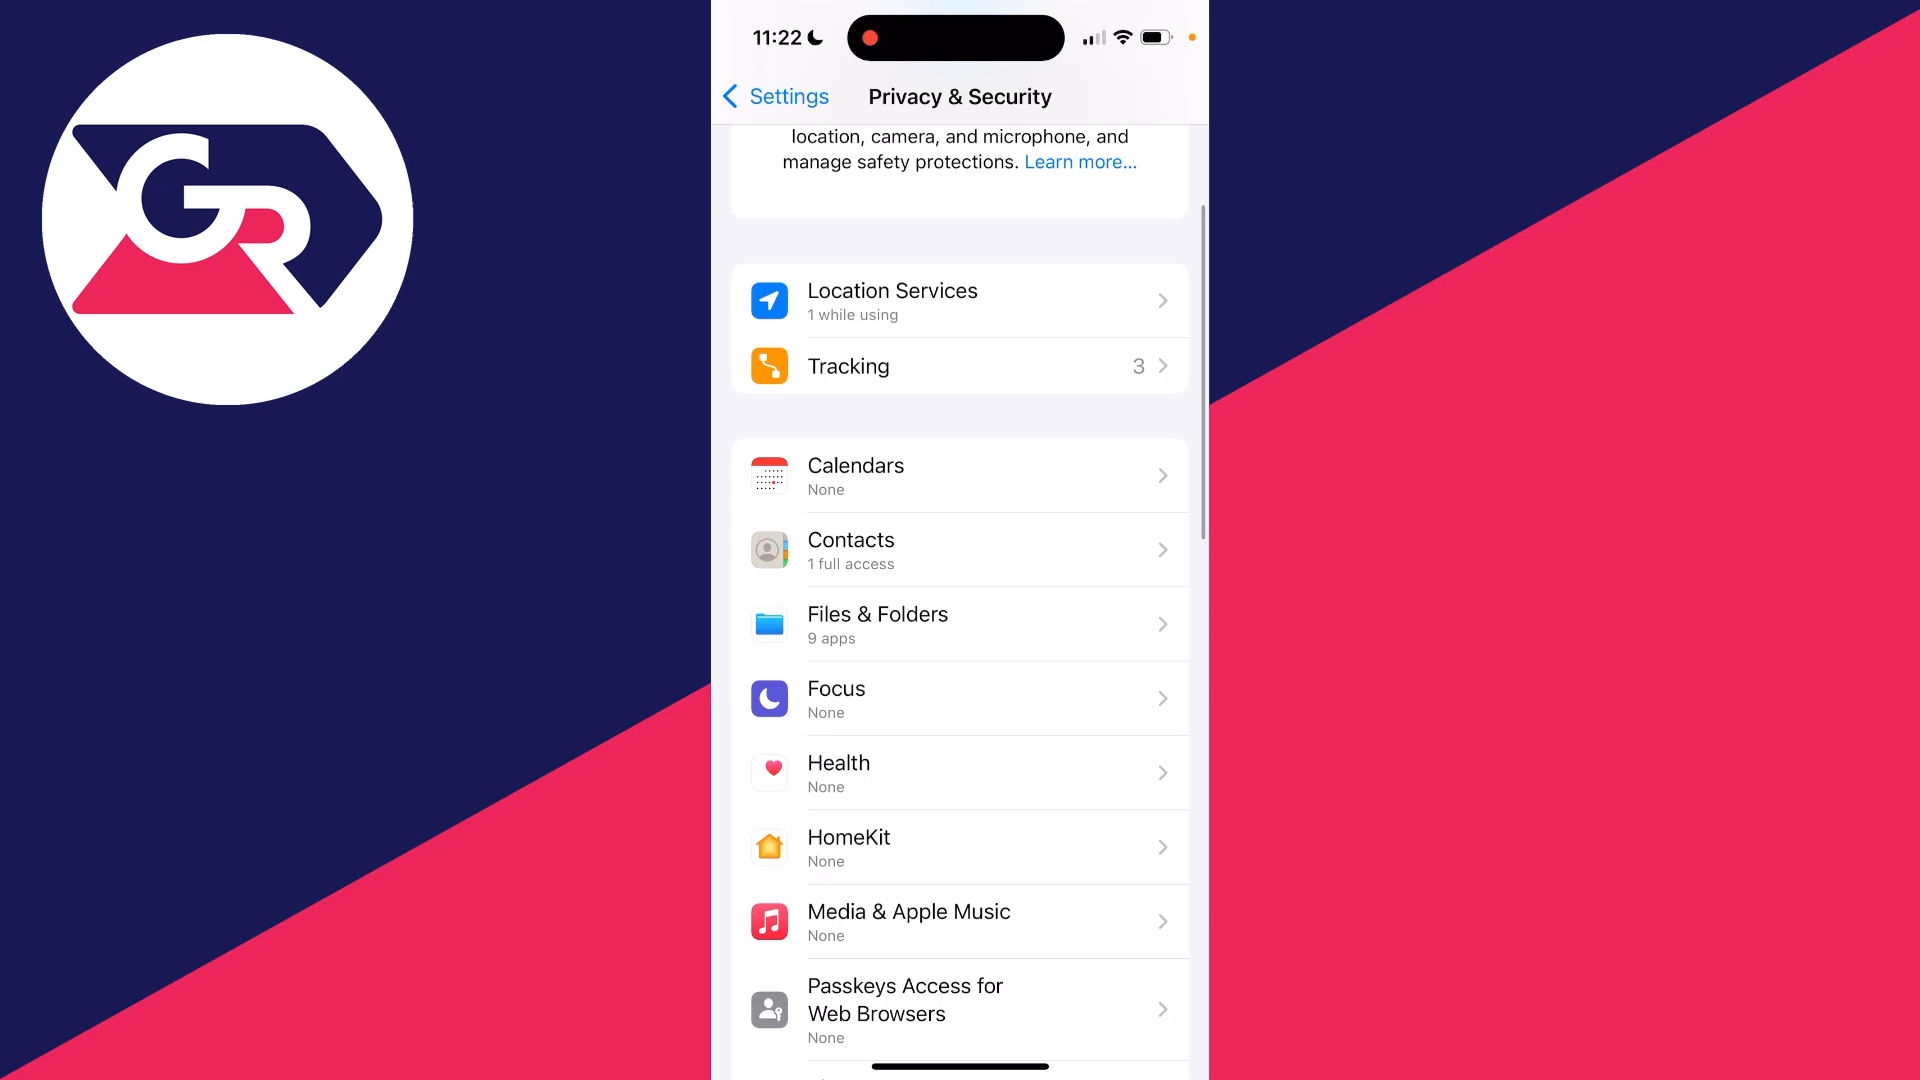 GR
11:22
Settings
Privacy & Security
location, camera, and microphone, and
manage safety protections. Learn more...
Location Services
1 while using
Tracking
3
Calendars
None
Contacts
1 full access
Files & Folders
9 apps
Focus
None
Health
None
HomeKit
None
Media & Apple Music
None
Passkeys Access for
Web Browsers
None